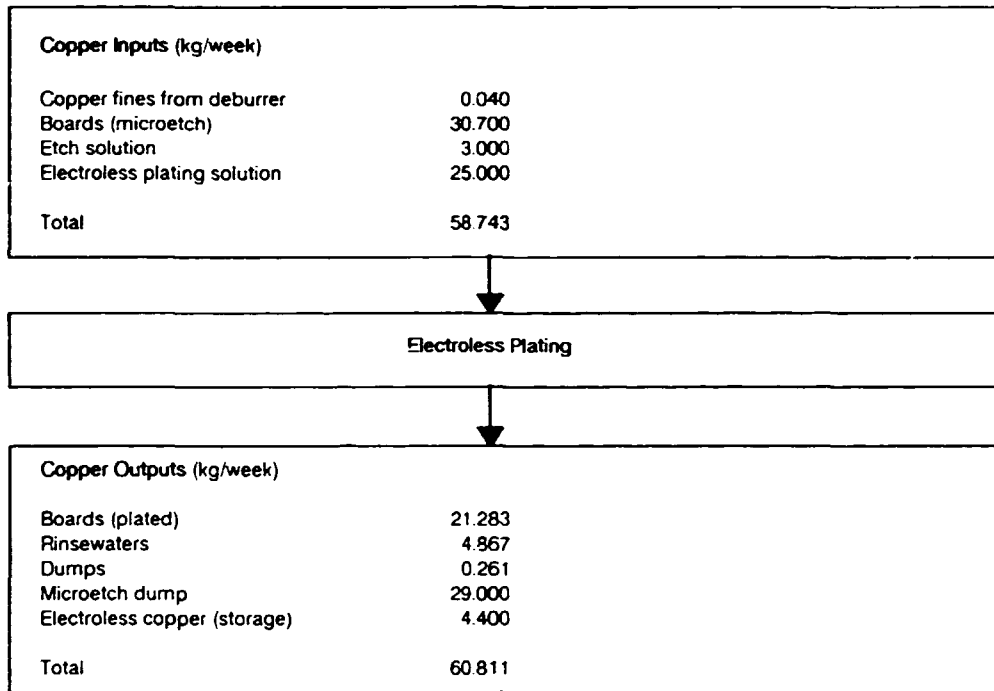 Copper Inputs (kg/week)
Copper fines from deburrer 0.040
Boards (microetch) 30.700
Etch solution 3.000
Electroless plating solution 25.000
Total 58.743
Electroless Plating
Copper Outputs (kg/week)
Boards (plated) 21.283
Rinsewaters 4.867
Dumps 0.261
Microetch dump 29.000
Electroless copper (storage) 4.400
Total 60.811